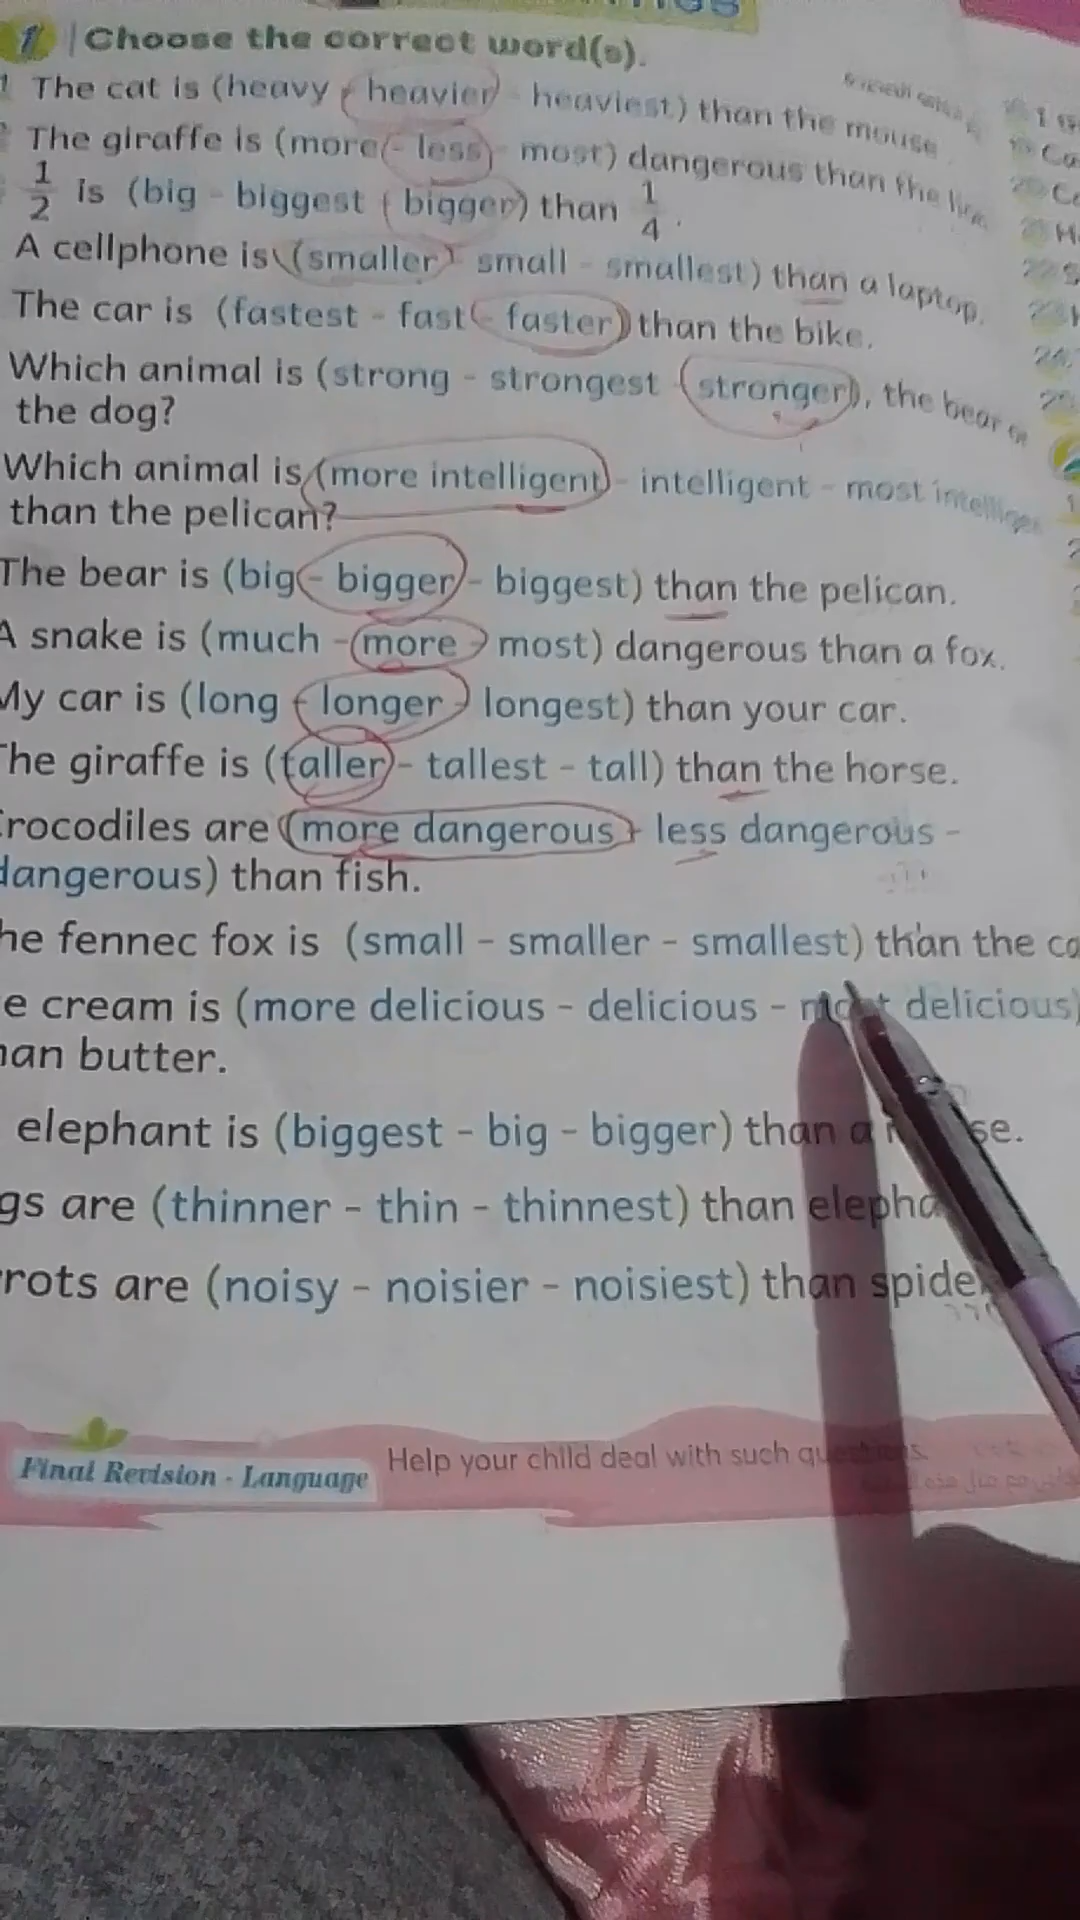 1 Choose the correct word(s).
1 The cat is (heavy - heavier - heaviest) than the mouse
The giraffe is (more - less - most) dangerous than the
1/2 is (big - biggest - bigger) than 1/4.
A cellphone is (smaller - small - smallest) than a laptop.
The car is (fastest - fast - faster) than the bike.
Which animal is (strong - strongest - stronger), the bear or
the dog?
Which animal is (more intelligent - intelligent - most
than the pelican?
The bear is (big - bigger - biggest) than the pelican.
A snake is (much - more - most) dangerous than a fox.
My car is (long - longer - longest) than your car.
The giraffe is (taller - tallest - tall) than the horse.
rocodiles are (more dangerous - less dangerous -
dangerous) than fish.
he fennec fox is (small - smaller - smallest) than the
e cream is (more delicious - delicious - most delicious)
an butter.
elephant is (biggest - big - bigger) than a
gs are (thinner - thin - thinnest) than
rots are (noisy - noisier - noisiest) than
Final Revision - Language
Help your child deal with such questions.